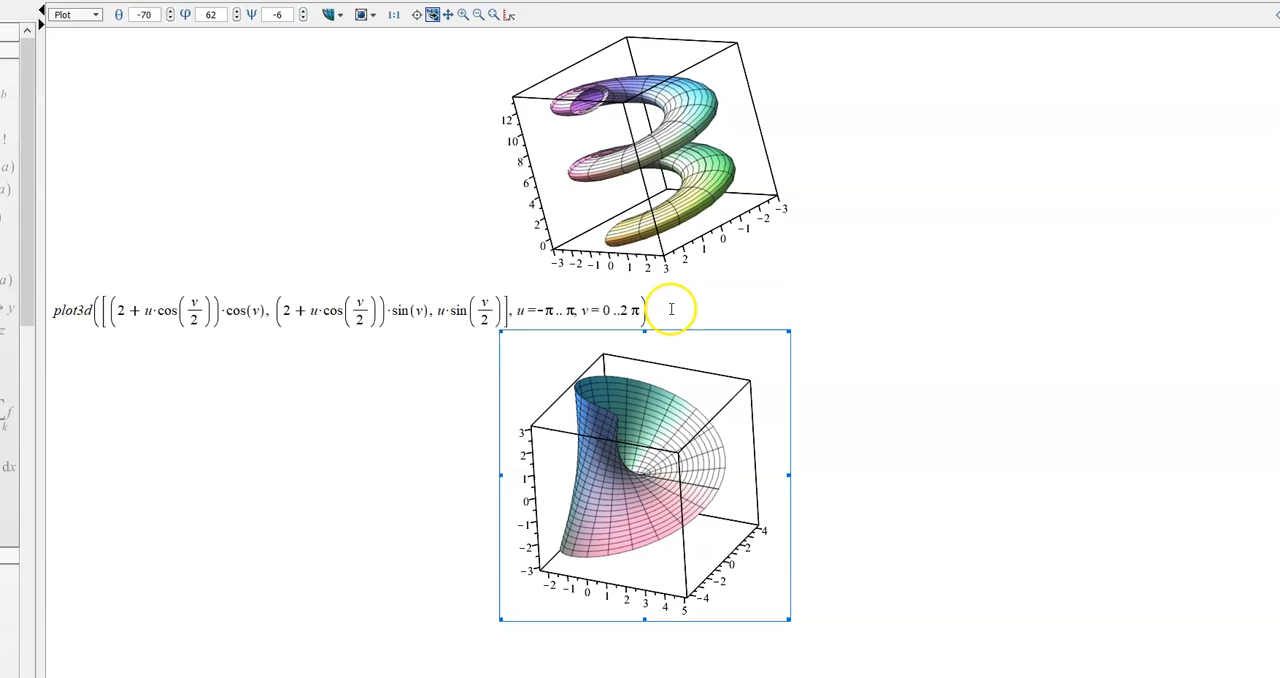 Plot θ -70 φ 62 ψ -6 1:1
12
10
8
6
4
2
0
-3 -2 -1 0 1 2 3
2 1 0 -1 -2 -3
b
!
a)
a)
a)
y
f
k
dx
plot3d([(2 + u·cos(v/2))·cos(v), (2 + u·cos(v/2))·sin(v), u·sin(v/2)], u=-π..π, v=0..2π)
3
2
1
0
-1
-2
-3
-2 -1 0 1 2 3 4 5
-4 -2 0 2 4